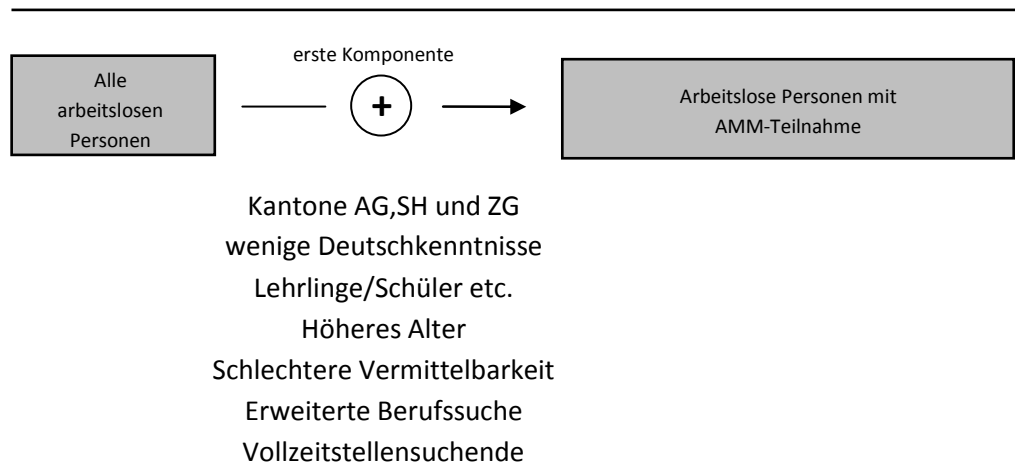 erste Komponente
Alle
arbeitslosen
Personen
+
Arbeitslose Personen mit
AMM-Teilnahme
Kantone AG,SH und ZG
wenige Deutschkenntnisse
Lehrlinge/Schüler etc.
Höheres Alter
Schlechtere Vermittelbarkeit
Erweiterte Berufssuche
Vollzeitstellensuchende